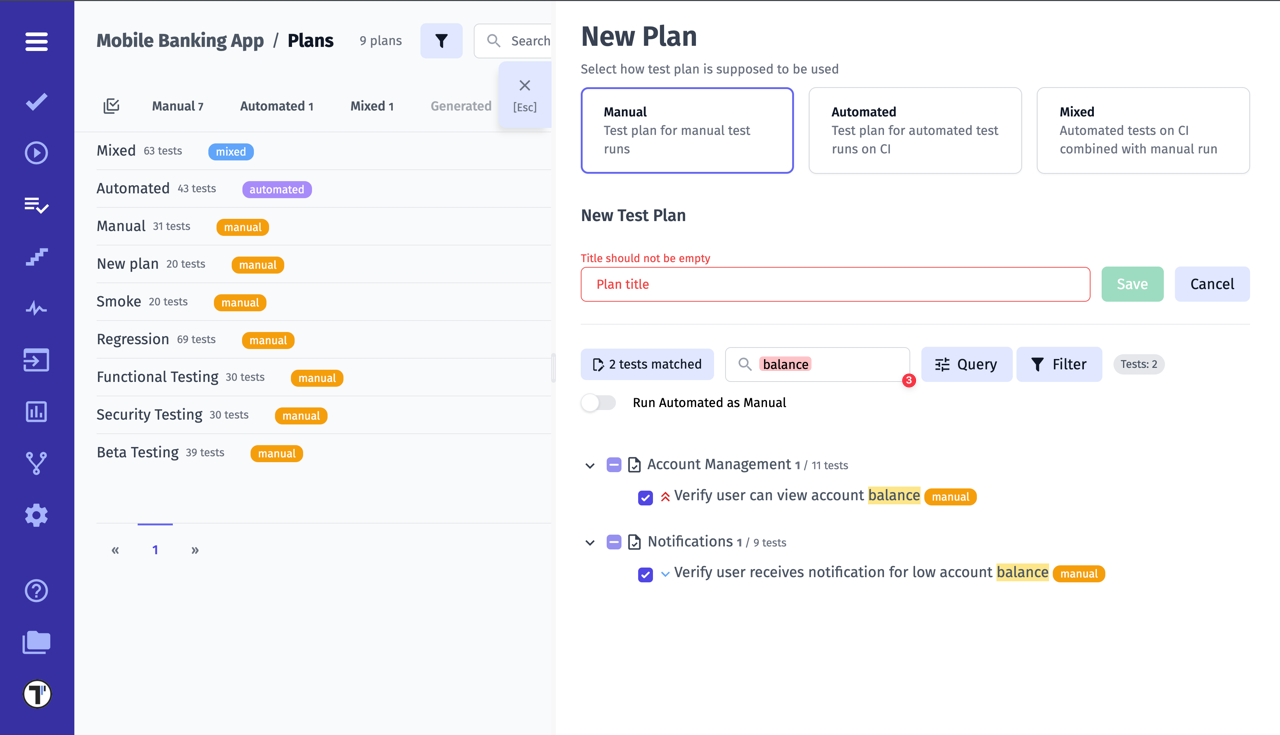 Mobile Banking App / Plans 9 plans Search
[Esc]
Manual 7 Automated 1 Mixed 1 Generated
Mixed 63 tests mixed
Automated 43 tests automated
Manual 31 tests manual
New plan 20 tests manual
Smoke 20 tests manual
Regression 69 tests manual
Functional Testing 30 tests manual
Security Testing 30 tests manual
Beta Testing 39 tests manual
« 1 »
T
New Plan
Select how test plan is supposed to be used
Manual
Test plan for manual test
runs
Automated
Test plan for automated test
runs on CI
Mixed
Automated tests on CI
combined with manual run
New Test Plan
Title should not be empty
Plan title Save Cancel
2 tests matched balance 3 Query Filter Tests: 2
Run Automated as Manual
Account Management 1 / 11 tests
Verify user can view account balance manual
Notifications 1 / 9 tests
Verify user receives notification for low account balance manual